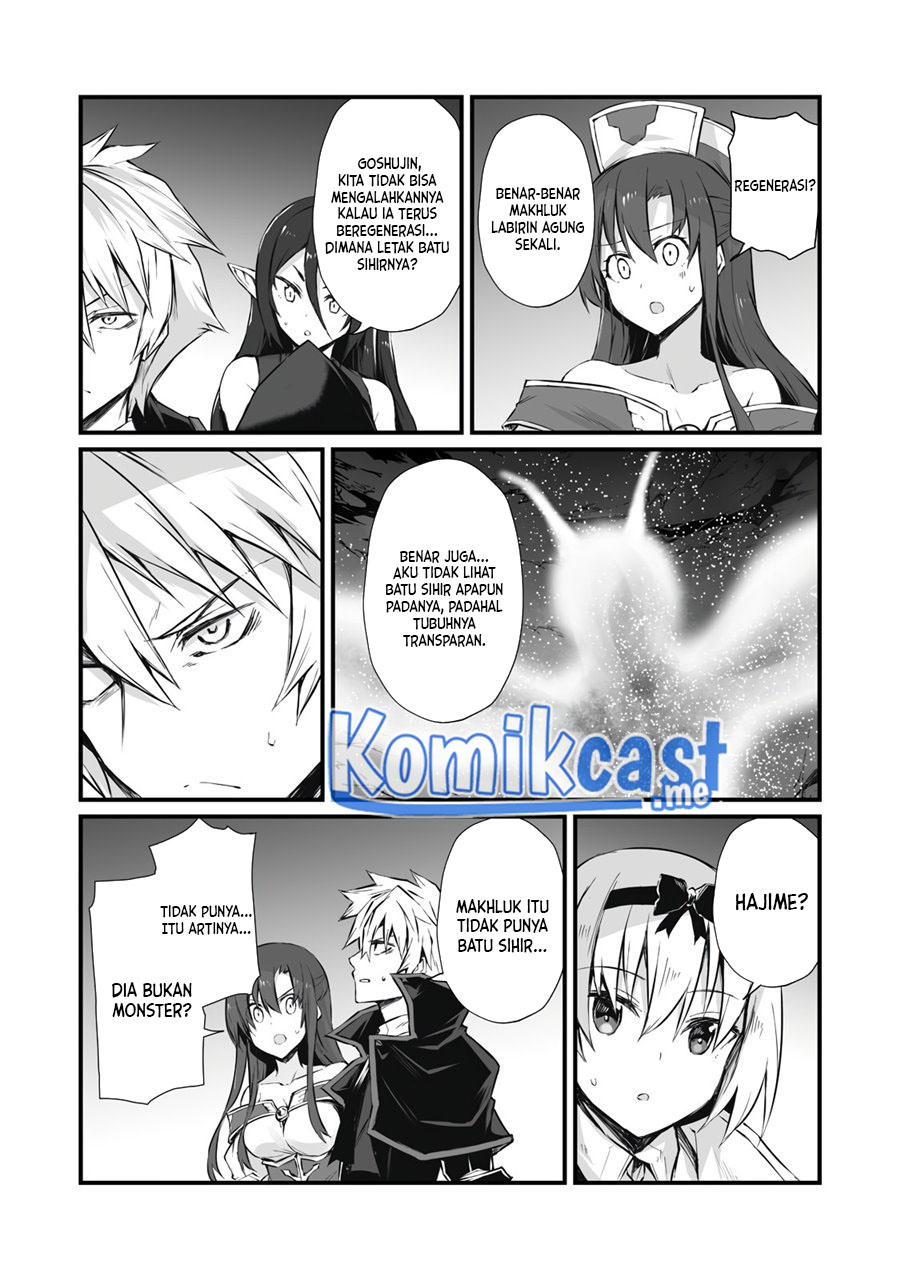 REGENERASI?
BENAR-BENAR
MAKHLUK
LABIRIN AGUNG
SEKALI.
GOSHUJIN,
KITA TIDAK BISA
MENGALAHKANNYA
KALAU IA TERUS
BEREGENERASI...
DIMANA LETAK BATU
SIHIRNYA?
BENAR JUGA...
AKU TIDAK LIHAT
BATU SIHIR APAPUN
PADANYA, PADAHAL
TUBUHNYA
TRANSPARAN.
Komikcast
.me
HAJIME?
MAKHLUK ITU
TIDAK PUNYA
BATU SIHIR...
TIDAK PUNYA...
ITU ARTINYA...
DIA BUKAN
MONSTER?